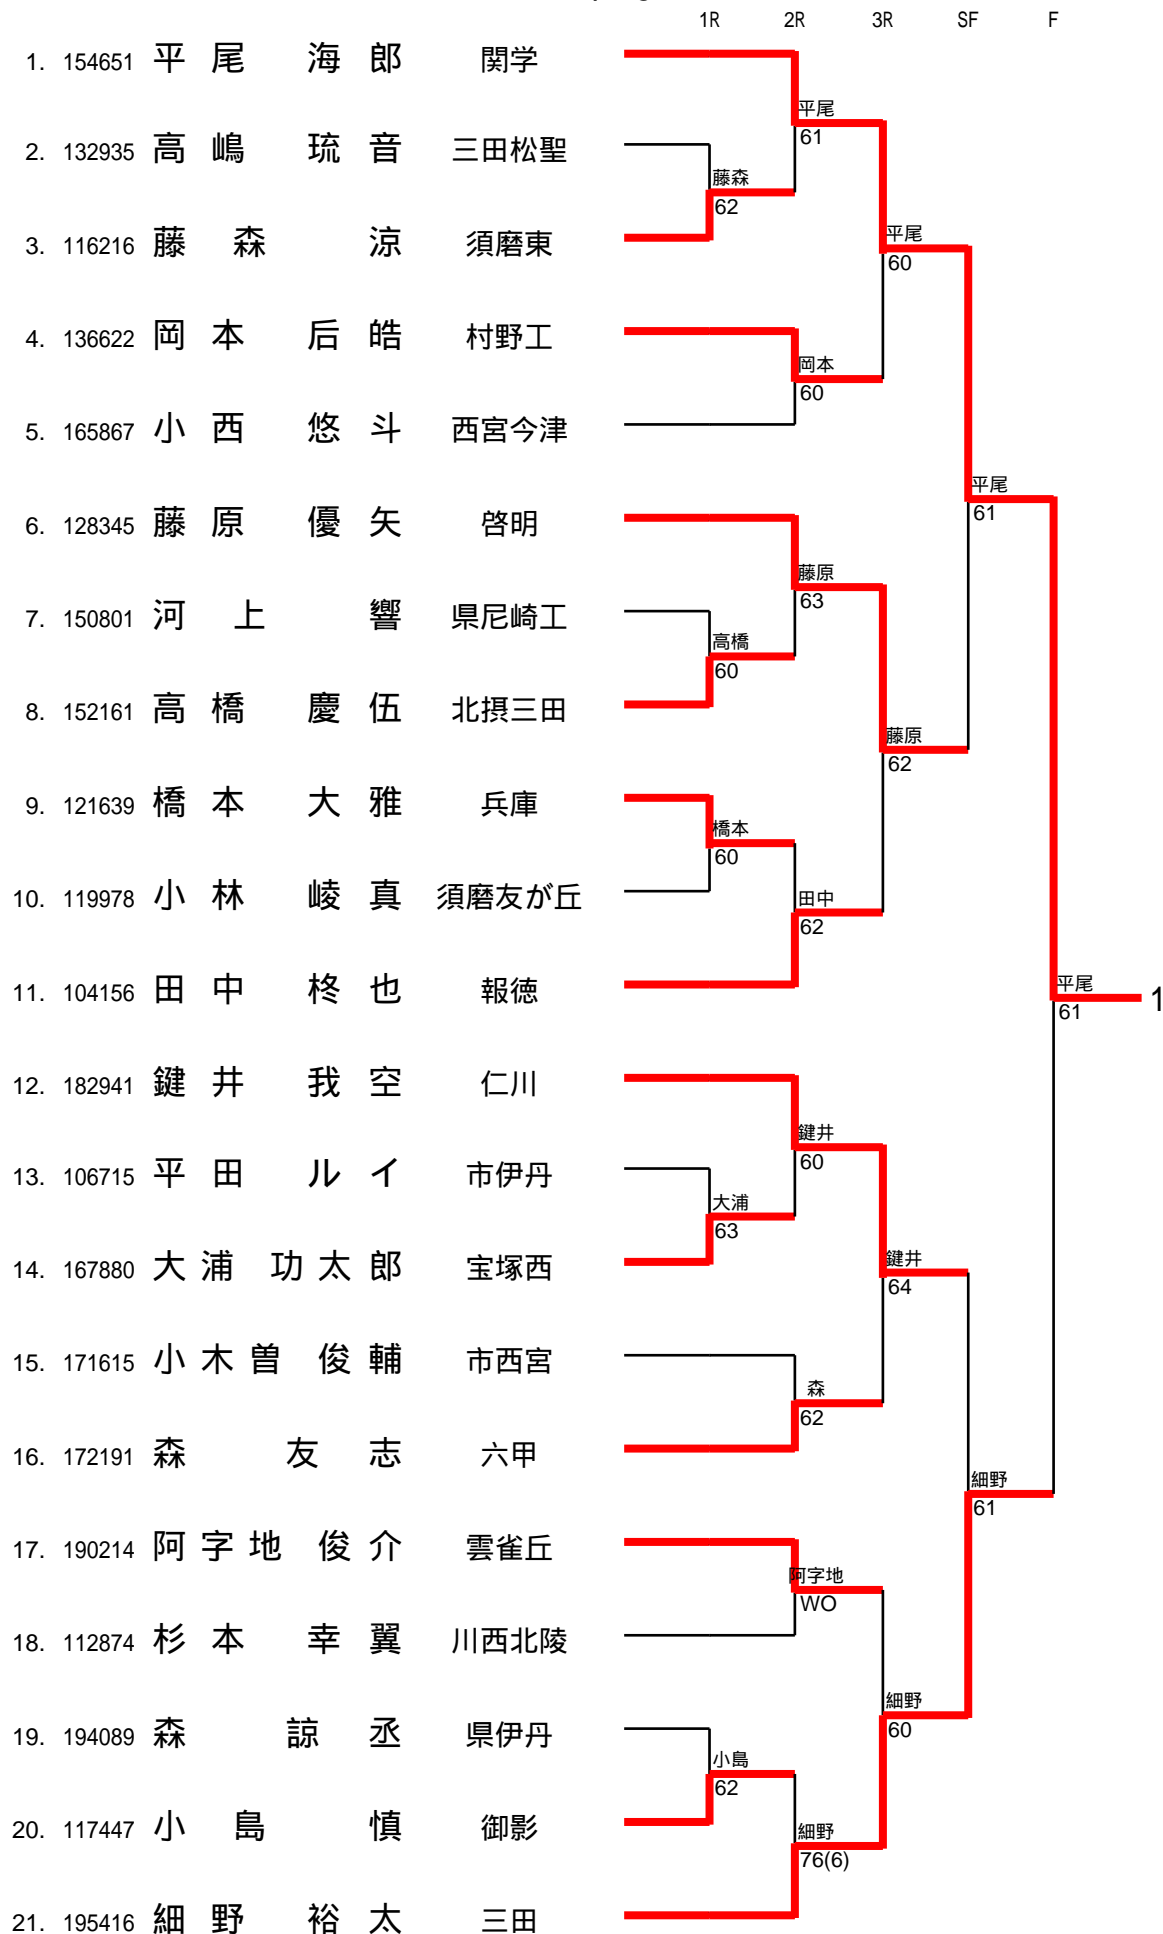 1R 2R 3R SF F
1. 154651 平尾 海郎 関学
平尾
61
2. 132935 高嶋 琉音 三田松聖
藤森
62
3. 116216 藤森 涼 須磨東
平尾
60
4. 136622 岡本 后皓 村野工
岡本
60
5. 165867 小西 悠斗 西宮今津
平尾
61
6. 128345 藤原 優矢 啓明
藤原
63
7. 150801 河上 響 県尼崎工
高橋
60
8. 152161 高橋 慶伍 北摂三田
藤原
62
9. 121639 橋本 大雅 兵庫
橋本
60
10. 119978 小林 崚真 須磨友が丘
田中
62
11. 104156 田中 柊也 報徳
平尾
61
1
12. 182941 鍵井 我空 仁川
鍵井
60
13. 106715 平田 ルイ 市伊丹
大浦
63
14. 167880 大浦 功太郎 宝塚西
鍵井
64
15. 171615 小木曽 俊輔 市西宮
森
62
16. 172191 森 友志 六甲
細野
61
17. 190214 阿字地 俊介 雲雀丘
阿字地
WO
18. 112874 杉本 幸翼 川西北陵
細野
60
19. 194089 森 諒丞 県伊丹
小島
62
20. 117447 小島 慎 御影
細野
76(6)
21. 195416 細野 裕太 三田